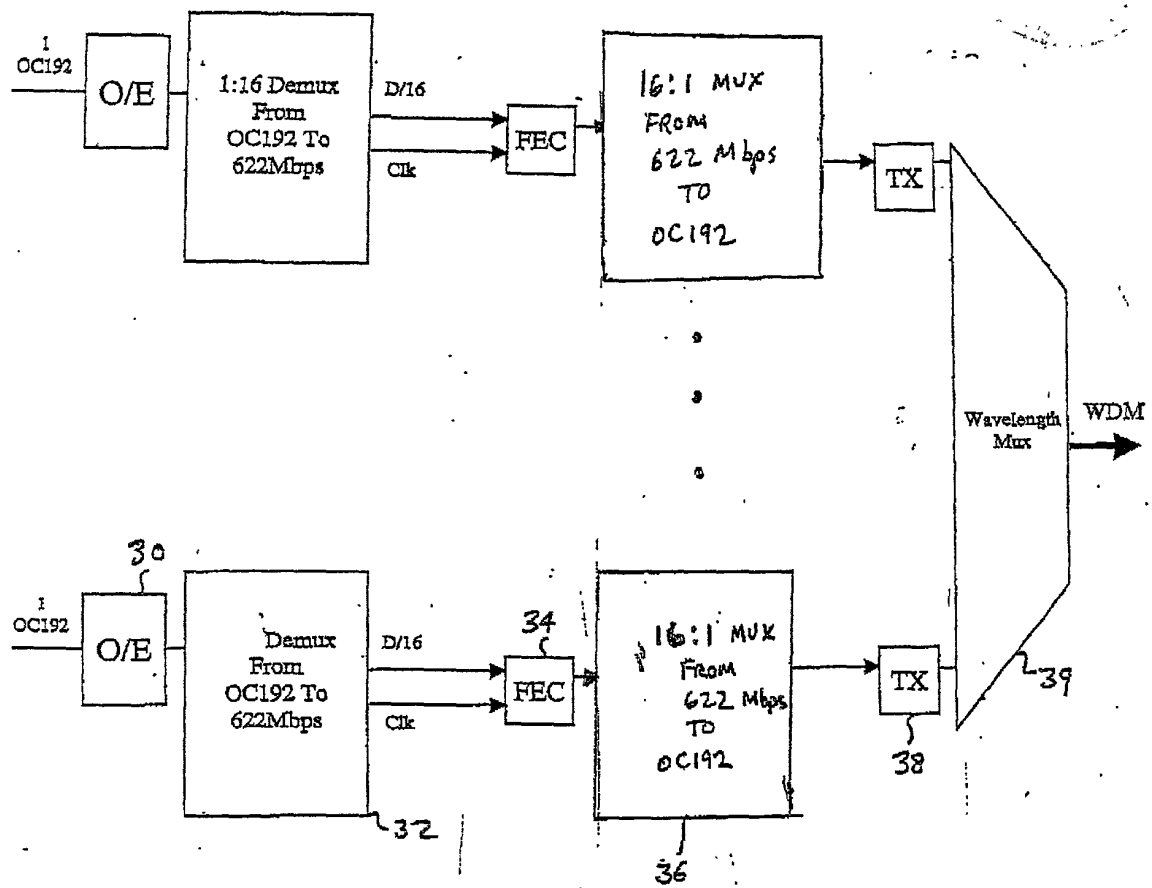 1
OC192
O/E
1:16 Demux
From
OC192 To
622Mbps
D/16
Clk
FEC
16:1 MUX
FROM
622 Mbps
TO
OC192
TX
Wavelength
Mux
WDM
30
1
OC192
O/E
Demux
From
OC192 To
622Mbps
32
D/16
Clk
34
FEC
16:1 MUX
FROM
622 Mbps
TO
OC192
36
TX
38
39